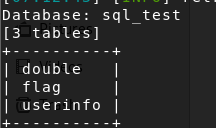 Database: sql_test
[3 tables]
+----------+
| double   |
| flag     |
| userinfo |
+----------+